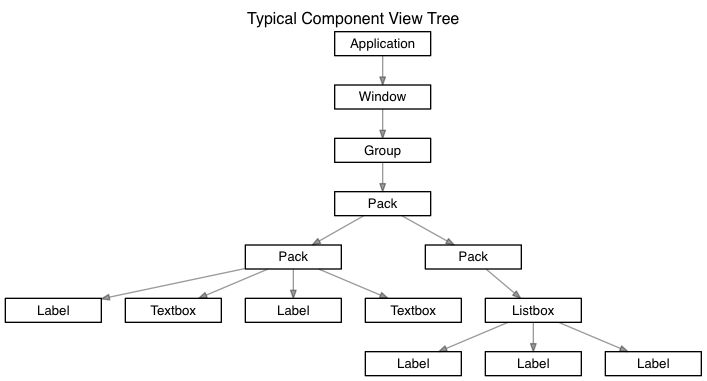 Typical Component View Tree
Application
Window
Group
Pack
Pack
Pack
Label
Textbox
Label
Textbox
Listbox
Label
Label
Label